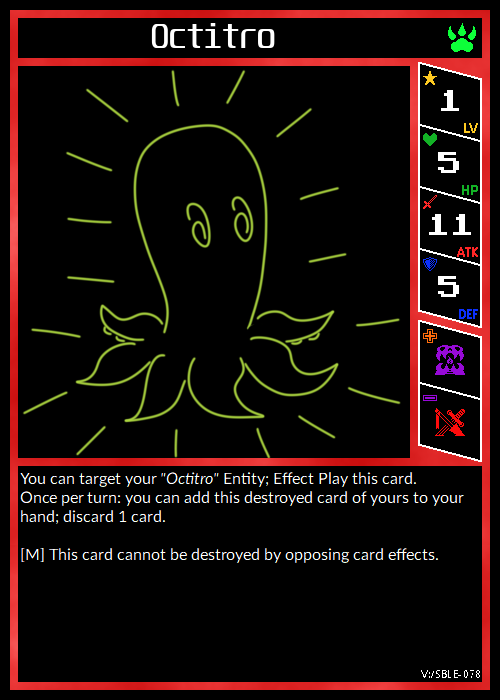 Octitro
1
LV
5
HP
11
ATK
5
DEF
You can target your "Octitro" Entity; Effect Play this card.
Once per turn: you can add this destroyed card of yours to your
hand; discard 1 card.
[M] This card cannot be destroyed by opposing card effects.
V:/SBLE-078